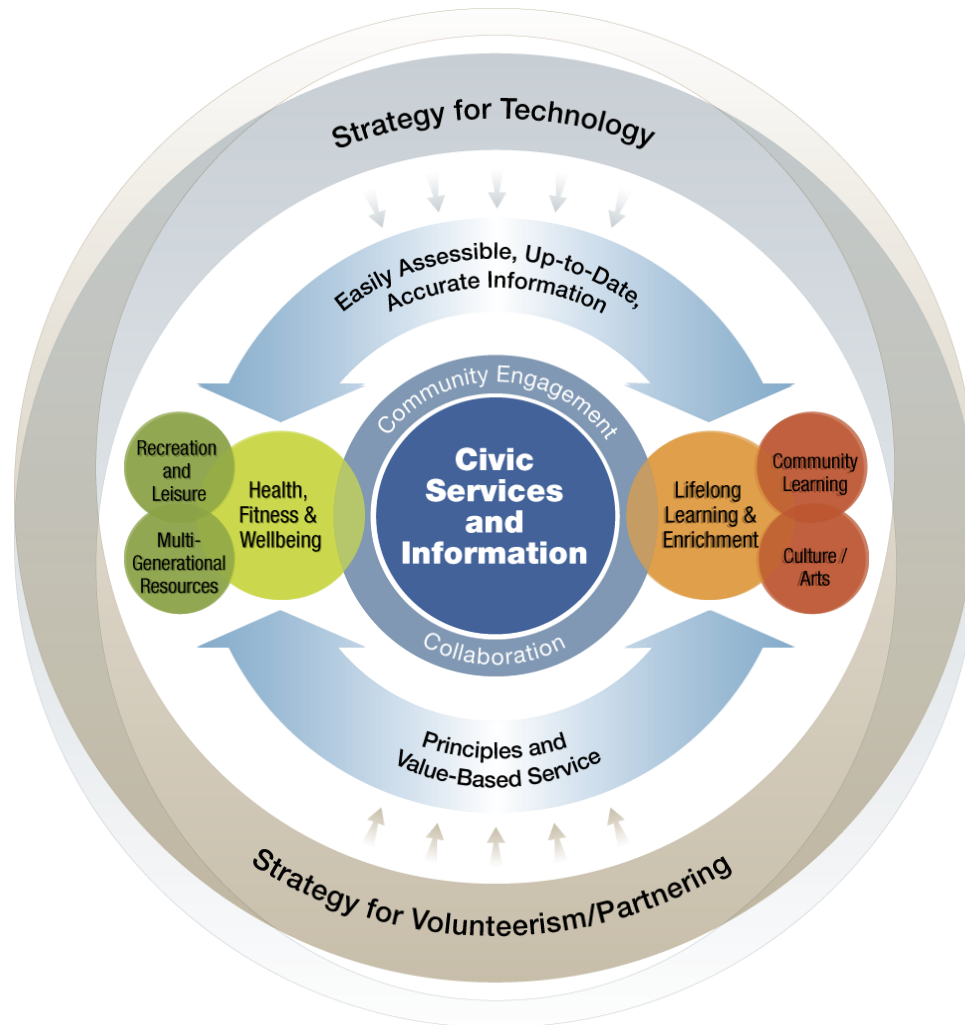 Strategy for Technology
Easily Assessible, Up-to-Date,
Accurate Information
Community Engagement
Civic
Services
and
Information
Collaboration
Recreation
and
Leisure
Multi-
Generational
Resources
Health,
Fitness &
Wellbeing
Lifelong
Learning &
Enrichment
Community
Learning
Culture /
Arts
Principles and
Value-Based Service
Strategy for Volunteerism/Partnering